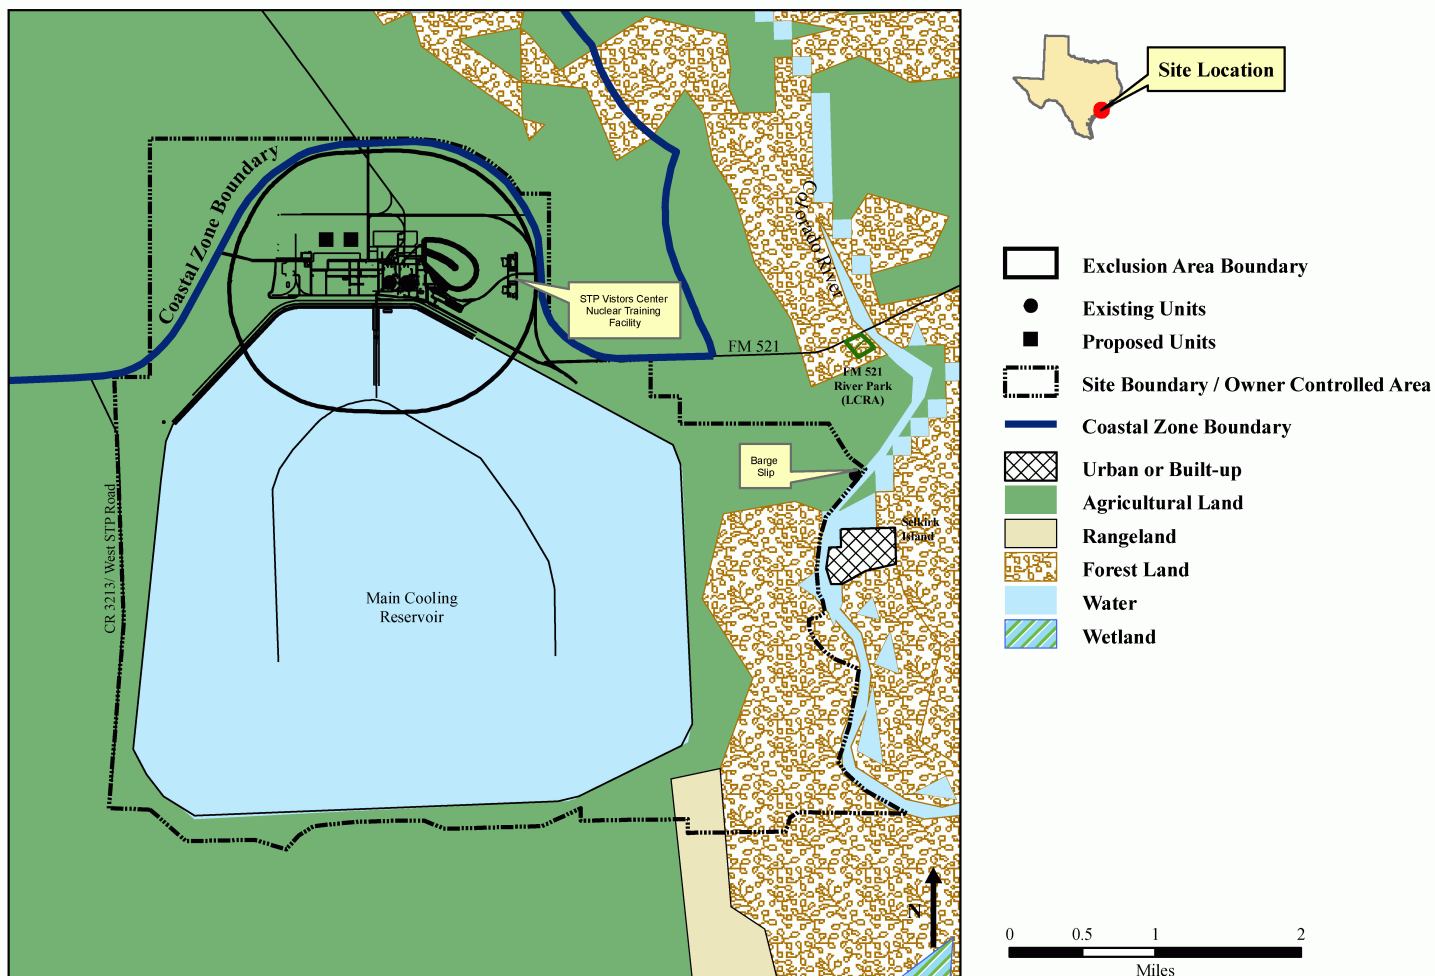 Site Location
Coastal Zone Boundary
Colorado River
STP Vistors Center
Nuclear Training
Facility
FM 521
FM 521
River Park
(LCRA)
Barge
Slip
Selkirk
Island
CR 3213/ West STP Road
Main Cooling
Reservoir
N
Exclusion Area Boundary
Existing Units
Proposed Units
Site Boundary / Owner Controlled Area
Coastal Zone Boundary
Urban or Built-up
Agricultural Land
Rangeland
Forest Land
Water
Wetland
0 0.5 1 2
Miles